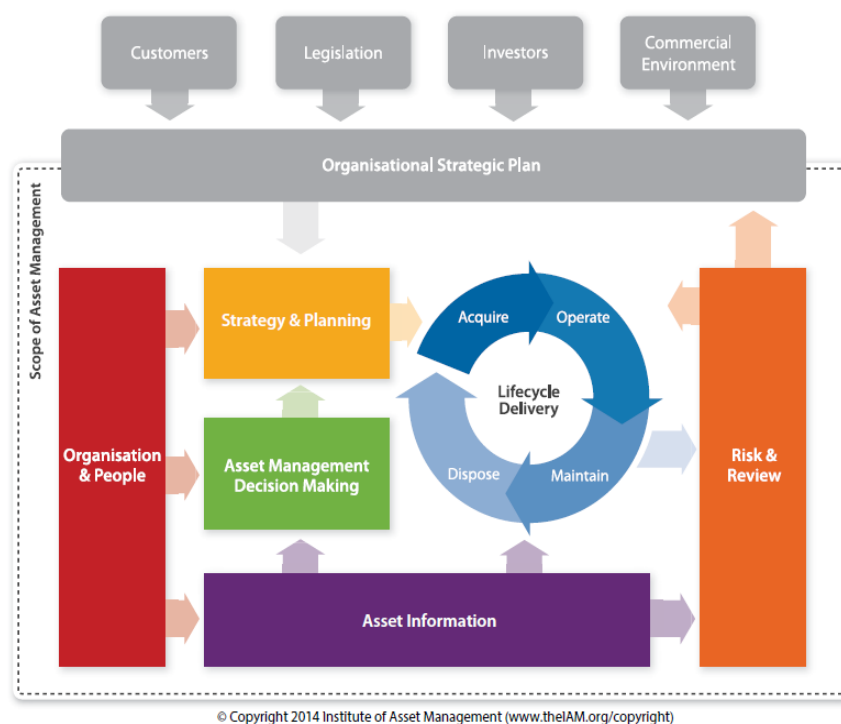 Customers
Legislation
Investors
Commercial
Environment
Organisational Strategic Plan
Scope of Asset Management
Strategy & Planning
Acquire
Operate
Lifecycle
Delivery
Organisation
& People
Asset Management
Decision Making
Dispose
Maintain
Risk &
Review
Asset Information
© Copyright 2014 Institute of Asset Management (www.theIAM.org/copyright)